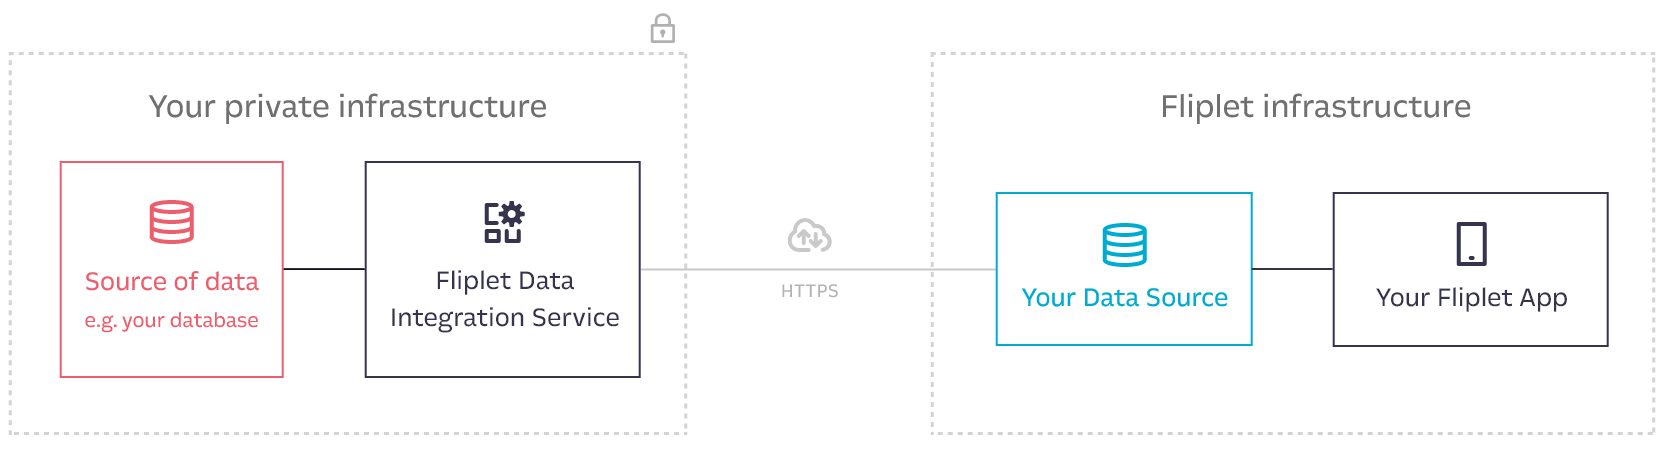 Your private infrastructure
Source of data
e.g. your database
Fliplet Data
Integration Service
HTTPS
Fliplet infrastructure
Your Data Source
Your Fliplet App